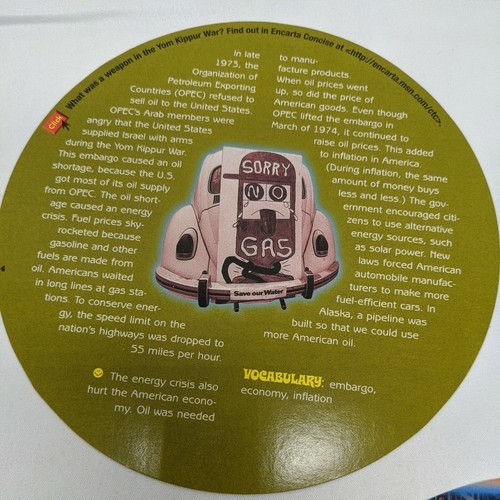 Click
What was a weapon in the Yom Kippur War? Find out in Encarta Concise at <http://encarta.msn.com/cfc>.
In late
1973, the
Organization of
Petroleum Exporting
Countries (OPEC) refused to
sell oil to the United States.
OPEC's Arab members were
angry that the United States
supplied Israel with arms
during the Yom Kippur War.
This embargo caused an oil
shortage, because the U.S.
got most of its oil supply
from OPEC. The oil short-
age caused an energy
crisis. Fuel prices sky-
rocketed because
gasoline and other
fuels are made from
oil. Americans waited
in long lines at gas sta-
tions. To conserve ener-
gy, the speed limit on the
nation's highways was dropped to
55 miles per hour.
The energy crisis also
hurt the American econo-
my. Oil was needed
to manu-
facture products.
When oil prices went
up, so did the price of
American goods. Even though
OPEC lifted the embargo in
March of 1974, it continued to
raise oil prices. This added
to inflation in America.
(During inflation, the same
amount of money buys
less and less.) The gov-
ernment encouraged citi-
zens to use alternative
energy sources, such
as solar power. New
laws forced American
automobile manufac-
turers to make more
fuel-efficient cars. In
Alaska, a pipeline was
built so that we could use
more American oil.
VOCABULARY: embargo,
economy, inflation
SORRY
NO
GAS
Save our Water
4